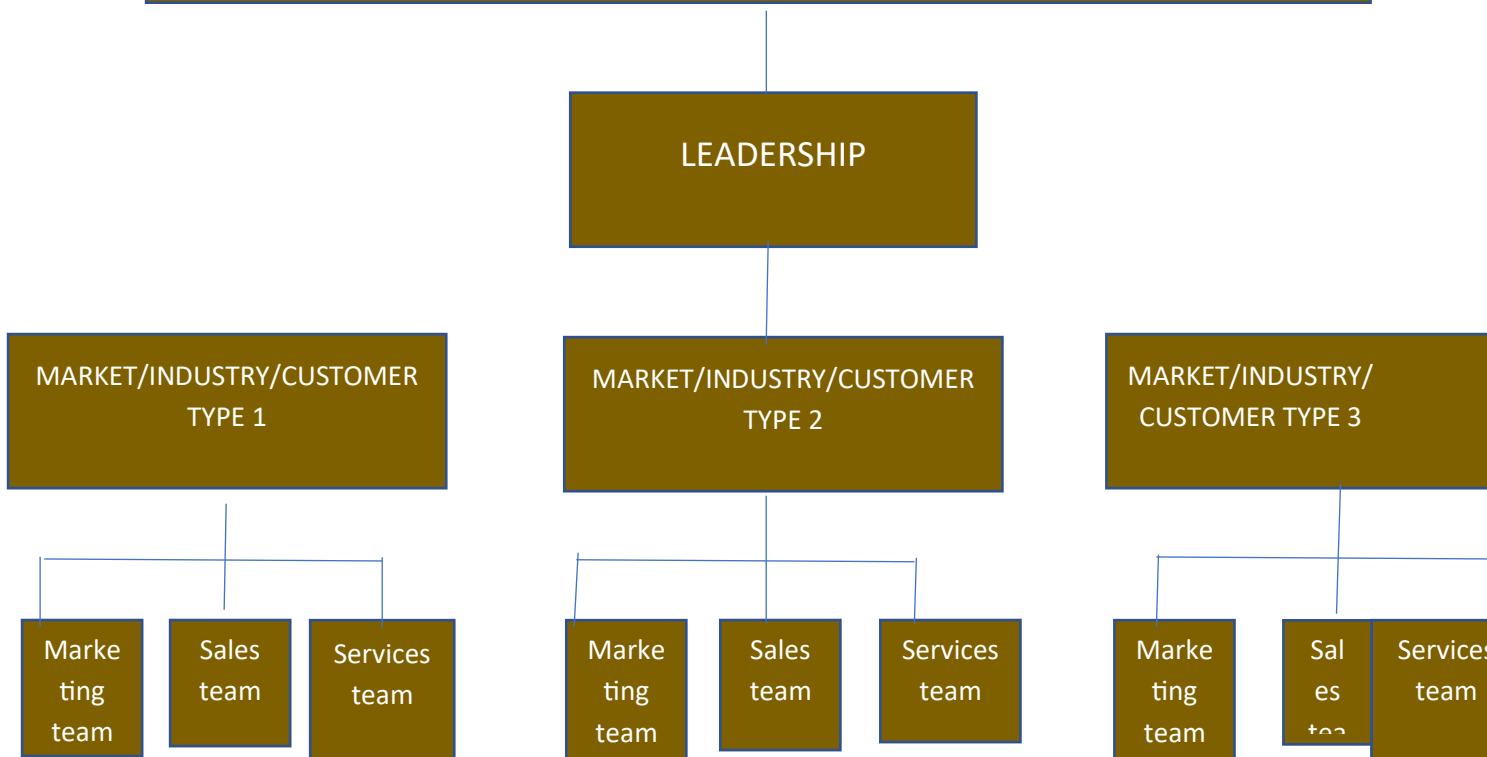 LEADERSHIP
MARKET/INDUSTRY/CUSTOMER
TYPE 1
MARKET/INDUSTRY/CUSTOMER
TYPE 2
MARKET/INDUSTRY/
CUSTOMER TYPE 3
Marke
ting
team
Sales
team
Services
team
Marke
ting
team
Sales
team
Services
team
Marke
ting
team
Sal
es
Services
team